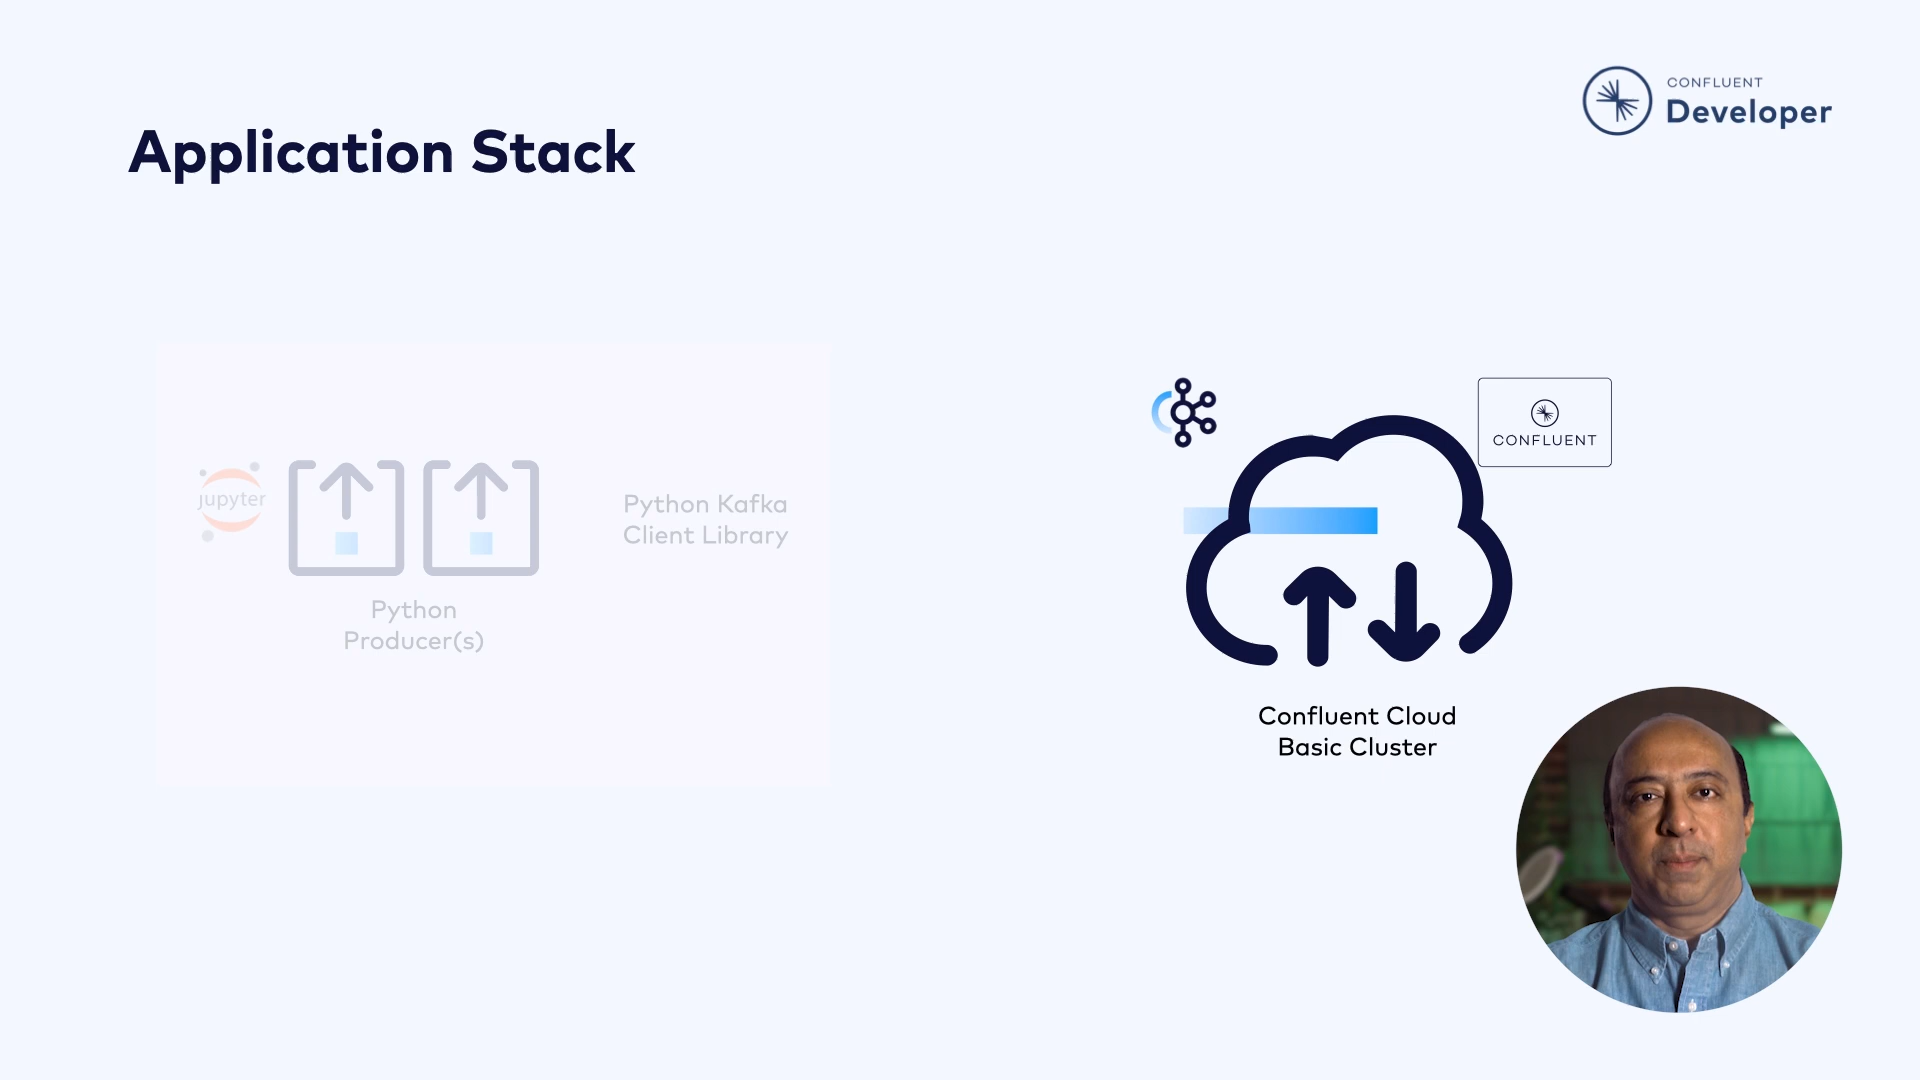 CONFLUENT
Developer
Application Stack
CONFLUENT
jupyter
Python Kafka
Client Library
Python
Producer(s)
Confluent Cloud
Basic Cluster